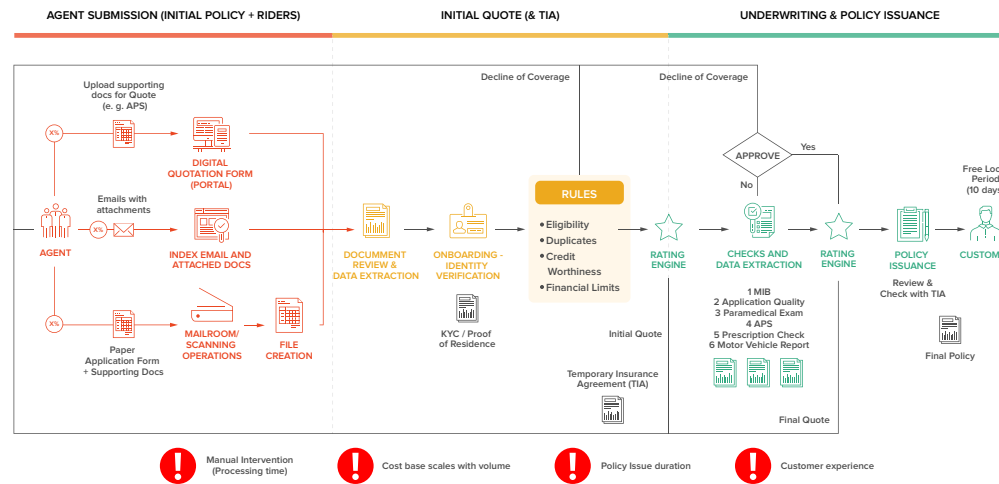 AGENT SUBMISSION (INITIAL POLICY + RIDERS)
INITIAL QUOTE (& TIA)
UNDERWRITING & POLICY ISSUANCE
Decline of Coverage
Decline of Coverage
Upload supporting
docs for Quote
(e. g. APS)
X%
DIGITAL
QUOTATION FORM
(PORTAL)
APPROVE
Yes
No
Free Loo
Period
(10 days
RULES
Emails with
attachments
X%
AGENT
INDEX EMAIL AND
ATTACHED DOCS
DOCUMMENT
REVIEW &
DATA EXTRACTION
ONBOARDING -
IDENTITY
VERIFICATION
• Eligibility
• Duplicates
• Credit
Worthiness
• Financial Limits
RATING
ENGINE
CHECKS AND
DATA EXTRACTION
RATING
ENGINE
POLICY
ISSUANCE
Review &
Check with TIA
CUSTOM
1 MIB
2 Application Quality
3 Paramedical Exam
4 APS
5 Prescription Check
6 Motor Vehicle Report
X%
Paper
Application Form
+ Supporting Docs
MAILROOM/
SCANNING
OPERATIONS
FILE
CREATION
KYC / Proof
of Residence
Initial Quote
Temporary Insurance
Agreement (TIA)
Final Policy
Final Quote
Manual Intervention
(Processing time)
Cost base scales with volume
Policy Issue duration
Customer experience